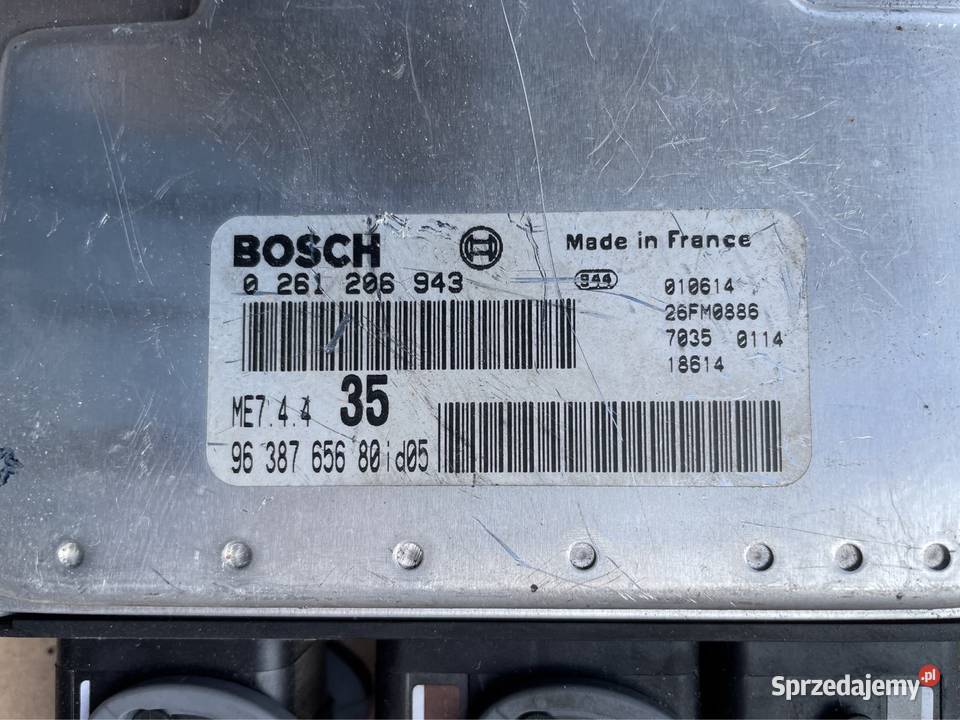 BOSCH
Made in France
0 261 206 943
944
010614
26FM0886
7035 0114
18614
ME7.4.4 35
96 387 656 80id05
Sprzedajemy.pl